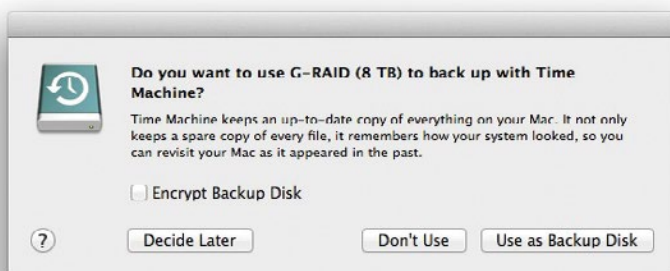 Do you want to use G-RAID (8 TB) to back up with Time
Machine?
Time Machine keeps an up-to-date copy of everything on your Mac. It not only
keeps a spare copy of every file, it remembers how your system looked, so you
can revisit your Mac as it appeared in the past.
Encrypt Backup Disk
? Decide Later Don't Use Use as Backup Disk